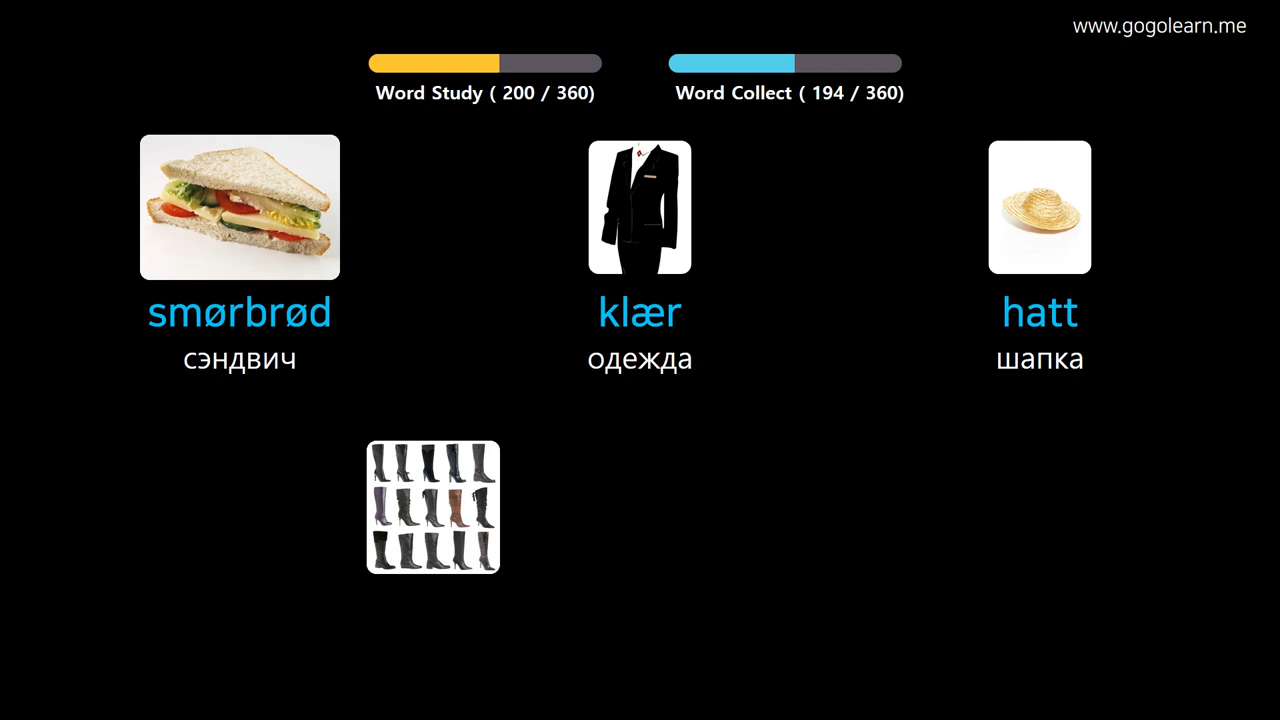 www.gogolearn.me
Word Study ( 200 / 360)
Word Collect ( 194 / 360)
smørbrød
сэндвич
klær
одежда
hatt
шапка